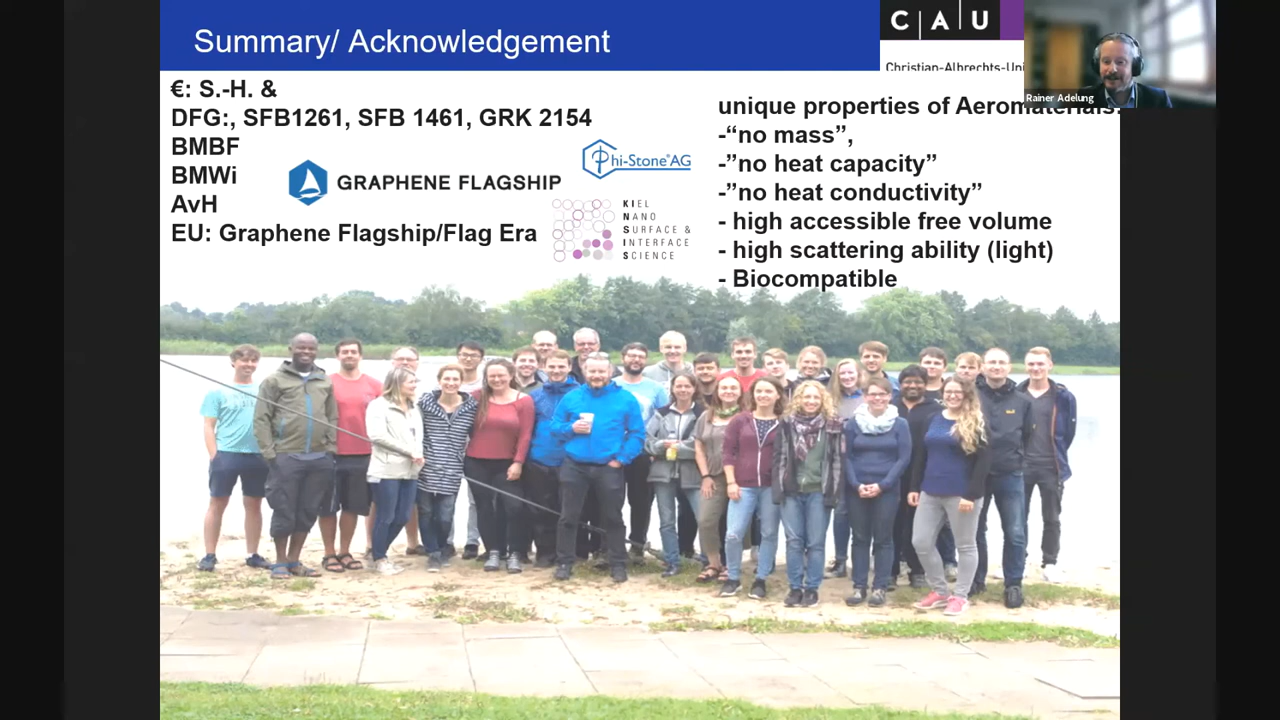 Summary/ Acknowledgement
C A U
Christian-Albrechts-Uni
Rainer Adelung
€: S.-H. &
DFG:, SFB1261, SFB 1461, GRK 2154
BMBF
BMWi
AvH
EU: Graphene Flagship/Flag Era
GRAPHENE FLAGSHIP
Phi-Stone® AG
KIEL
NANO
SURFACE &
INTERFACE
SCIENCE
unique properties of Aeromaterials:
-“no mass”,
-”no heat capacity”
-”no heat conductivity”
- high accessible free volume
- high scattering ability (light)
- Biocompatible